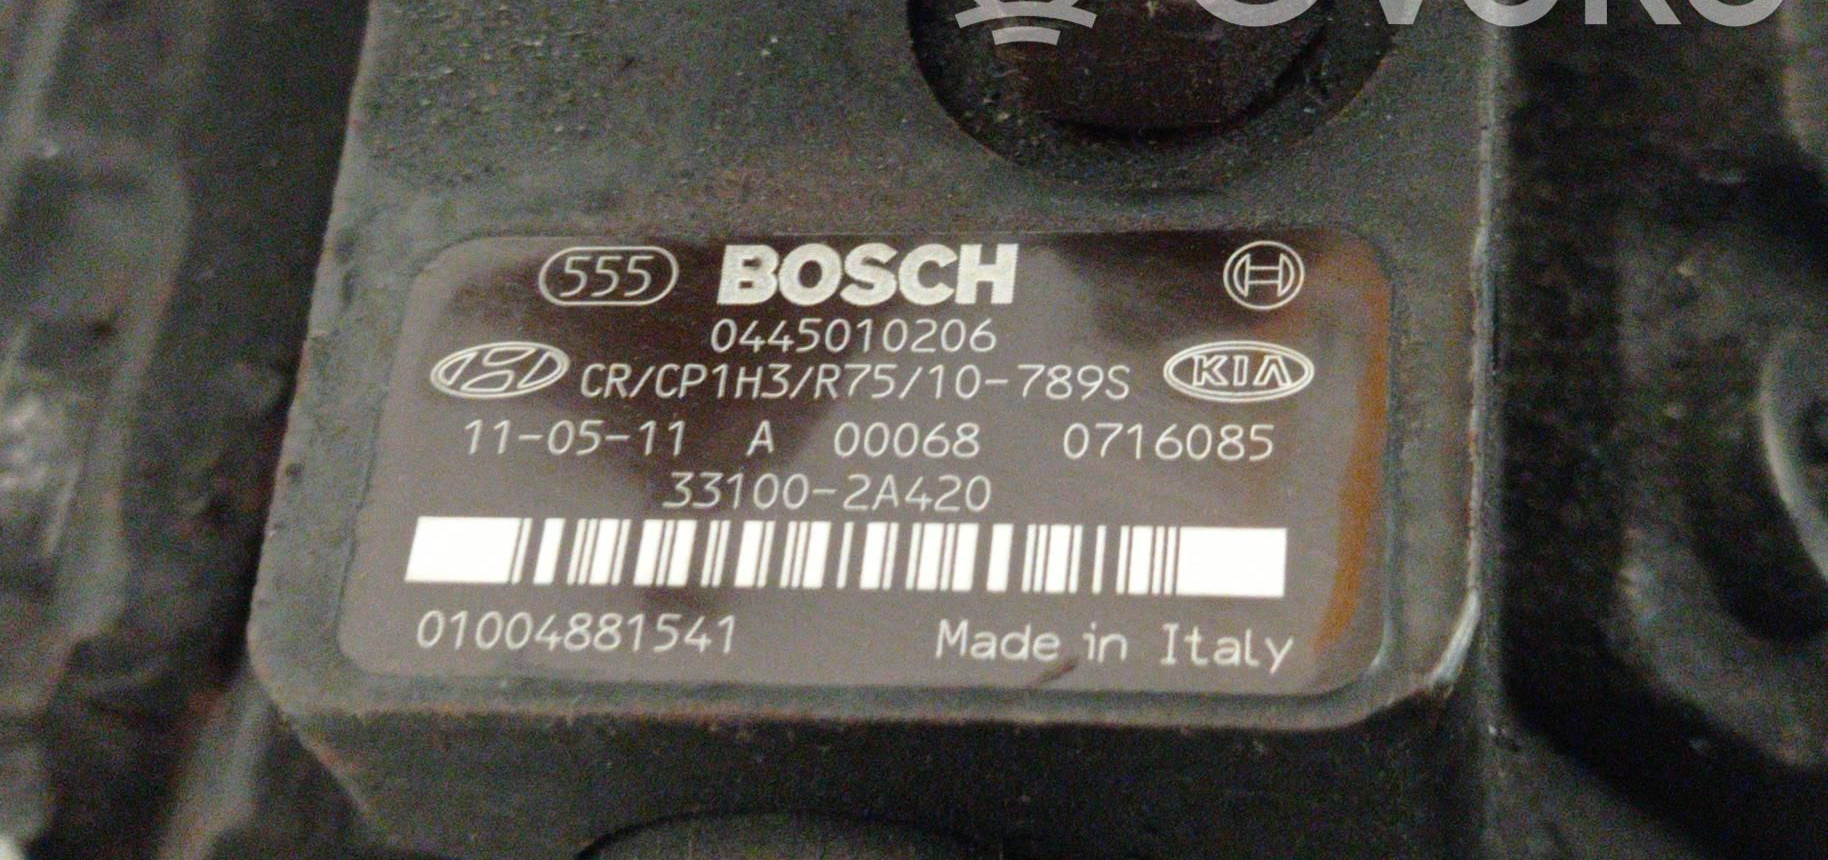 555 BOSCH
0445010206
CR/CP1H3/R75/10-789S KIA
11-05-11 A 00068 0716085
33100-2A420
01004881541 Made in Italy